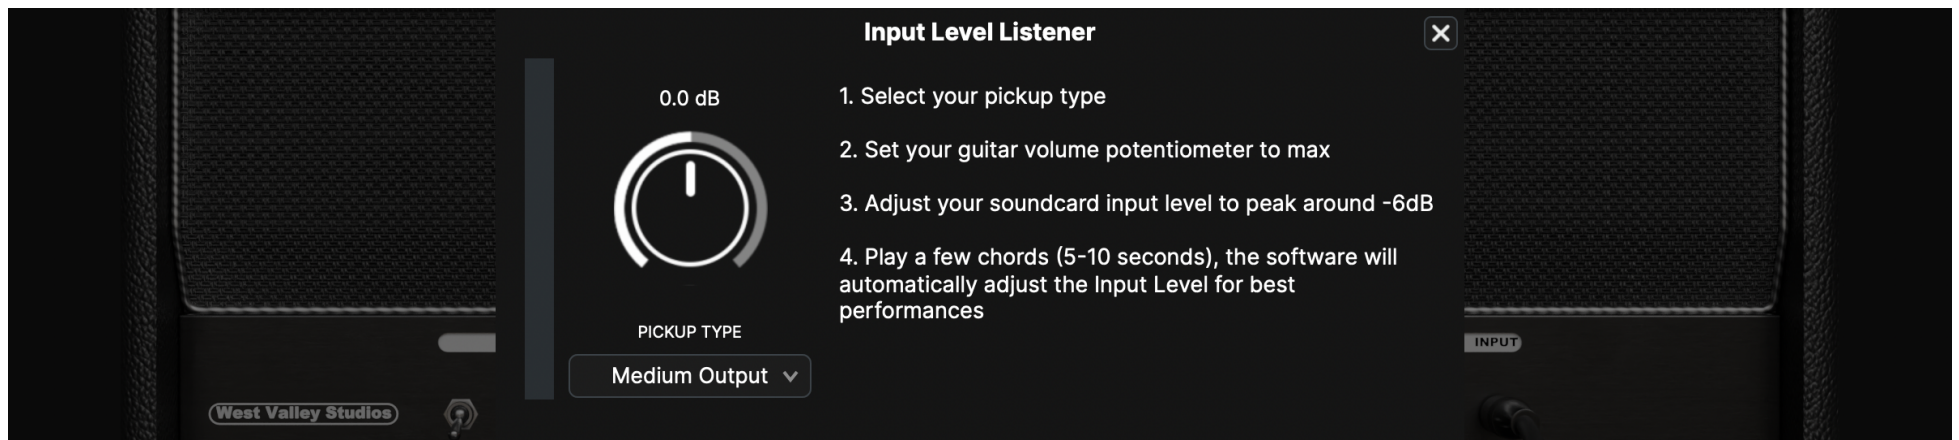 Input Level Listener
0.0 dB
1. Select your pickup type
2. Set your guitar volume potentiometer to max
3. Adjust your soundcard input level to peak around -6dB
4. Play a few chords (5-10 seconds), the software will
automatically adjust the Input Level for best
performances
PICKUP TYPE
Medium Output
INPUT
West Valley Studios